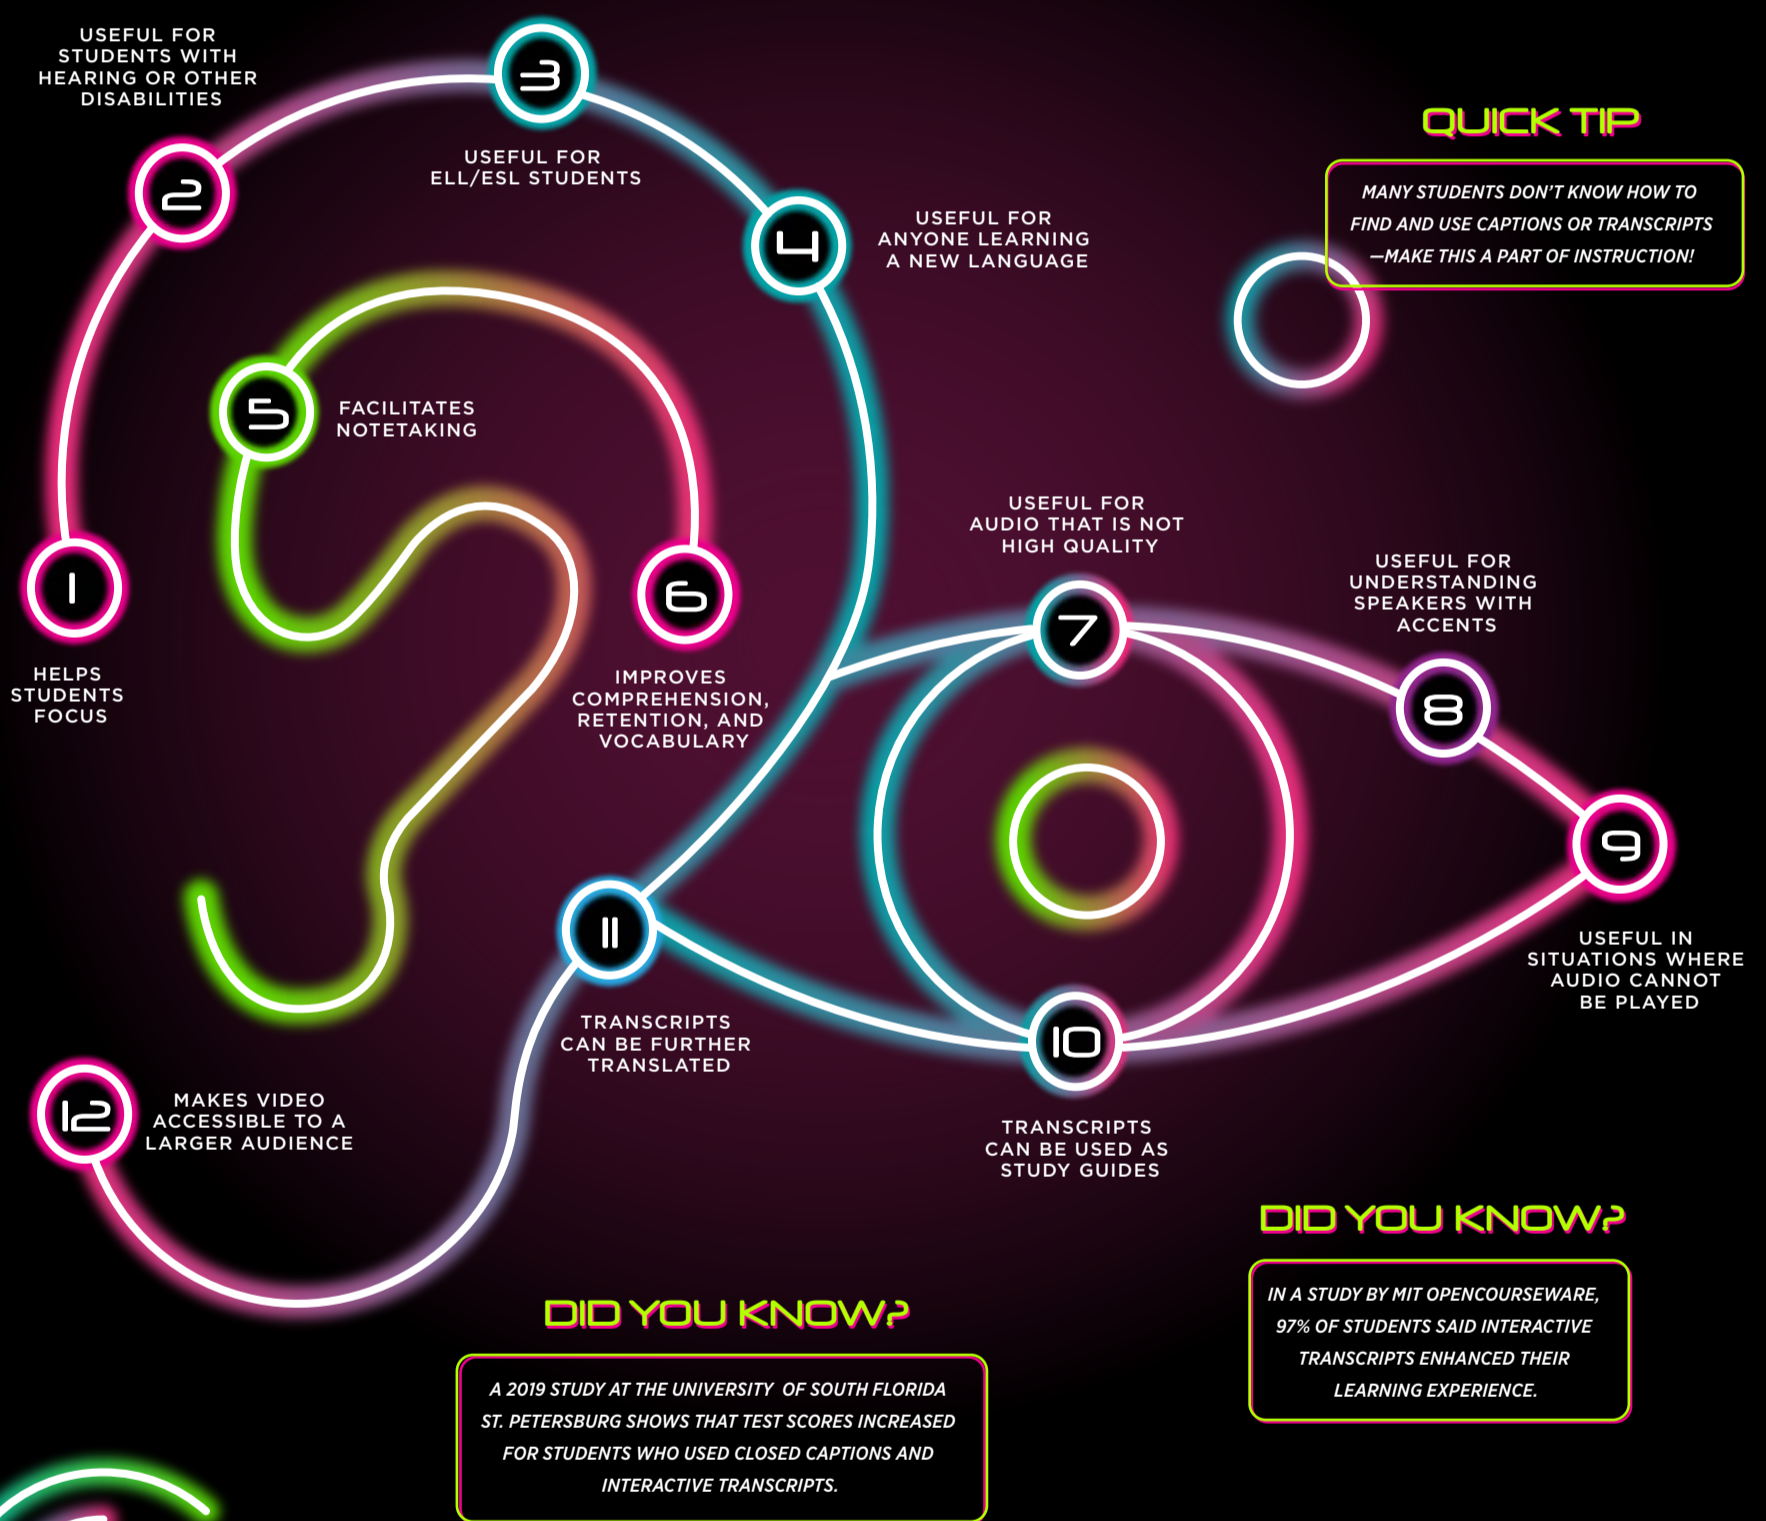 1
HELPS
STUDENTS
FOCUS
2
USEFUL FOR
STUDENTS WITH
HEARING OR OTHER
DISABILITIES
3
USEFUL FOR
ELL/ESL STUDENTS
4
USEFUL FOR
ANYONE LEARNING
A NEW LANGUAGE
5
FACILITATES
NOTETAKING
6
IMPROVES
COMPREHENSION,
RETENTION, AND
VOCABULARY
7
USEFUL FOR
AUDIO THAT IS NOT
HIGH QUALITY
8
USEFUL FOR
UNDERSTANDING
SPEAKERS WITH
ACCENTS
9
USEFUL IN
SITUATIONS WHERE
AUDIO CANNOT
BE PLAYED
10
TRANSCRIPTS
CAN BE USED AS
STUDY GUIDES
11
TRANSCRIPTS
CAN BE FURTHER
TRANSLATED
12
MAKES VIDEO
ACCESSIBLE TO A
LARGER AUDIENCE
QUICK TIP
MANY STUDENTS DON'T KNOW HOW TO
FIND AND USE CAPTIONS OR TRANSCRIPTS
—MAKE THIS A PART OF INSTRUCTION!
DID YOU KNOW?
A 2019 STUDY AT THE UNIVERSITY OF SOUTH FLORIDA
ST. PETERSBURG SHOWS THAT TEST SCORES INCREASED
FOR STUDENTS WHO USED CLOSED CAPTIONS AND
INTERACTIVE TRANSCRIPTS.
DID YOU KNOW?
IN A STUDY BY MIT OPENCOURSEWARE,
97% OF STUDENTS SAID INTERACTIVE
TRANSCRIPTS ENHANCED THEIR
LEARNING EXPERIENCE.